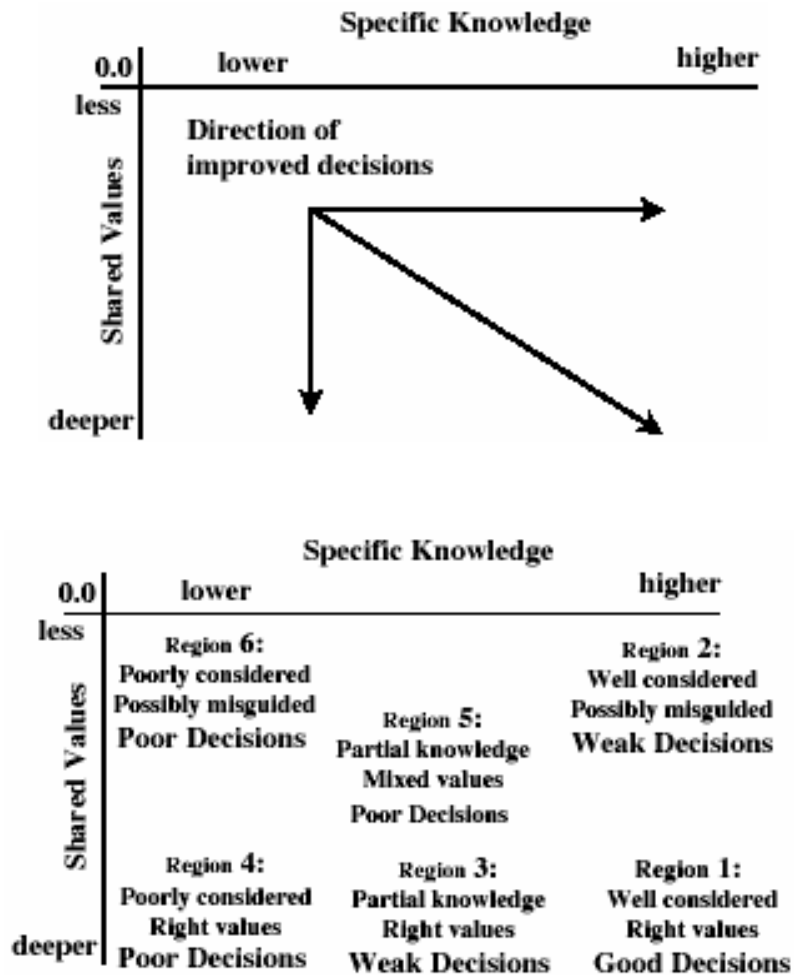 Specific Knowledge
0.0 lower higher
less
Direction of
improved decisions
Shared Values
deeper
Specific Knowledge
0.0 lower higher
less
Shared Values
Region 6:
Poorly considered
Possibly misguided
Poor Decisions
Region 2:
Well considered
Possibly misguided
Weak Decisions
Region 5:
Partial knowledge
Mixed values
Poor Decisions
Region 4:
Poorly considered
Right values
Poor Decisions
Region 3:
Partial knowledge
Right values
Weak Decisions
Region 1:
Well considered
Right values
Good Decisions
deeper